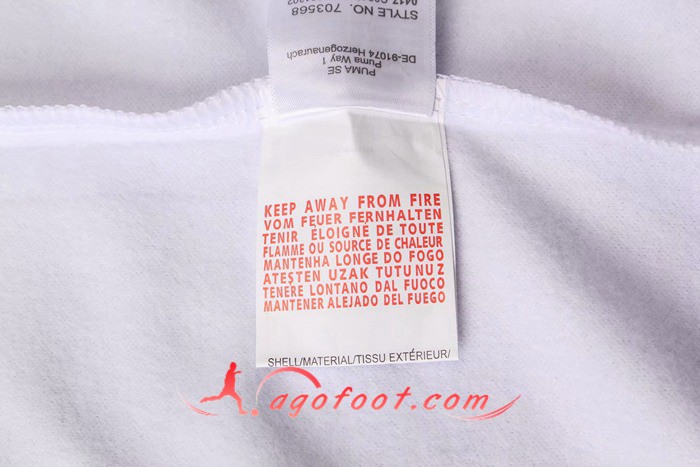 STYLE NO. 703568
DE-91074 Herzogenaurach
Puma Way 1
PUMA SE
KEEP AWAY FROM FIRE
VOM FEUER FERNHALTEN
TENIR ÉLOIGNÉ DE TOUTE
FLAMME OU SOURCE DE CHALEUR
MANTENHA LONGE DO FOGO
ATEŞTEN UZAK TUTUNUZ
TENERE LONTANO DAL FUOCO
MANTENER ALEJADO DEL FUEGO
SHELL/MATERIAL/TISSU EXTÉRIEUR/
agofoot.com